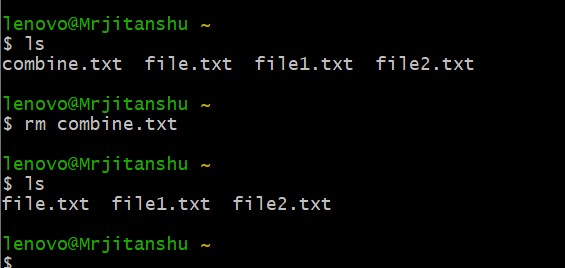 lenovo@Mrjitanshu ~
$ ls
combine.txt  file.txt  file1.txt  file2.txt
lenovo@Mrjitanshu ~
$ rm combine.txt
lenovo@Mrjitanshu ~
$ ls
file.txt  file1.txt  file2.txt
lenovo@Mrjitanshu ~
$